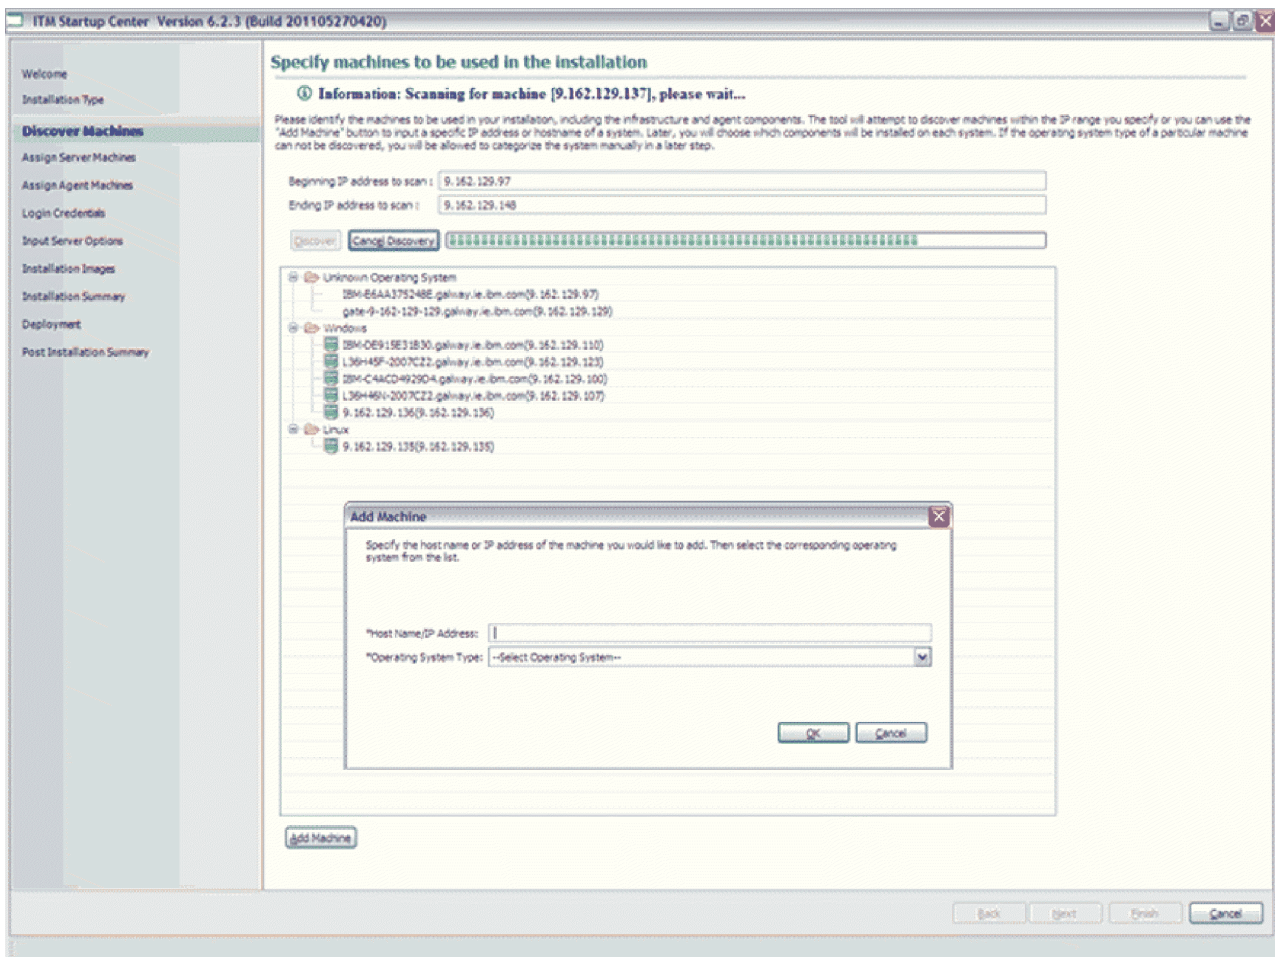 ITM Startup Center Version 6.2.3 (Build 201105270420)
Welcome
Installation Type
Discover Machines
Assign Server Machines
Assign Agent Machines
Login Credentials
Input Server Options
Installation Images
Installation Summary
Deployment
Post Installation Summary
Specify machines to be used in the installation
Information: Scanning for machine [9.162.129.137], please wait...
Please identify the machines to be used in your installation, including the infrastructure and agent components. The tool will attempt to discover machines within the IP range you specify or you can use the
"Add Machine" button to input a specific IP address or hostname of a system. Later, you will choose which components will be installed on each system. If the operating system type of a particular machine
can not be discovered, you will be allowed to categorize the system manually in a later step.
Beginning IP address to scan : 9.162.129.97
Ending IP address to scan : 9.162.129.148
Discover Cancel Discovery
Unknown Operating System
IBM-E6AA375248E.galway.ie.ibm.com(9.162.129.97)
gate-9-162-129-129.galway.ie.ibm.com(9.162.129.129)
Windows
IBM-DE915E31B30.galway.ie.ibm.com(9.162.129.110)
L36H45F-2007CZ2.galway.ie.ibm.com(9.162.129.123)
IBM-C4ACD4929D4.galway.ie.ibm.com(9.162.129.100)
L36H46N-2007CZ2.galway.ie.ibm.com(9.162.129.107)
9.162.129.136(9.162.129.136)
Linux
9.162.129.135(9.162.129.135)
Add Machine
Specify the host name or IP address of the machine you would like to add. Then select the corresponding operating
system from the list.
*Host Name/IP Address:
*Operating System Type: --Select Operating System--
OK Cancel
Add Machine
Back Next Finish Cancel